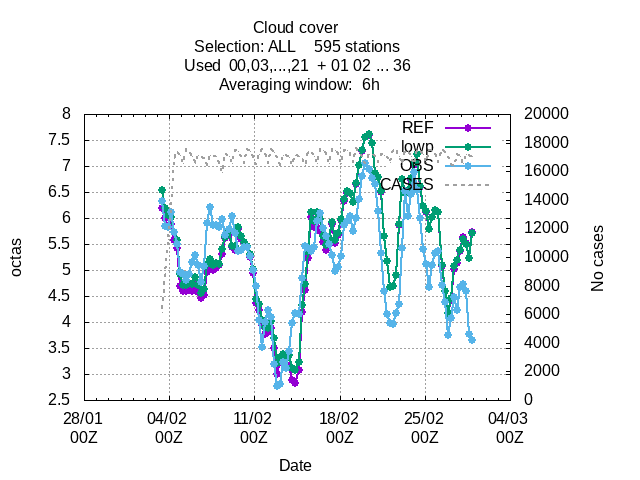 Cloud cover
Selection: ALL 595 stations
Used 00,03,...,21 + 01 02 ... 36
Averaging window: 6h
8
7.5
7
6.5
6
5.5
5
4.5
4
3.5
3
2.5
octas
20000
18000
16000
14000
12000
10000
8000
6000
4000
2000
0
No cases
REF
lowp
OBS
CASES
28/01 04/02 11/02 18/02 25/02 04/03
00Z 00Z 00Z 00Z 00Z 00Z
Date